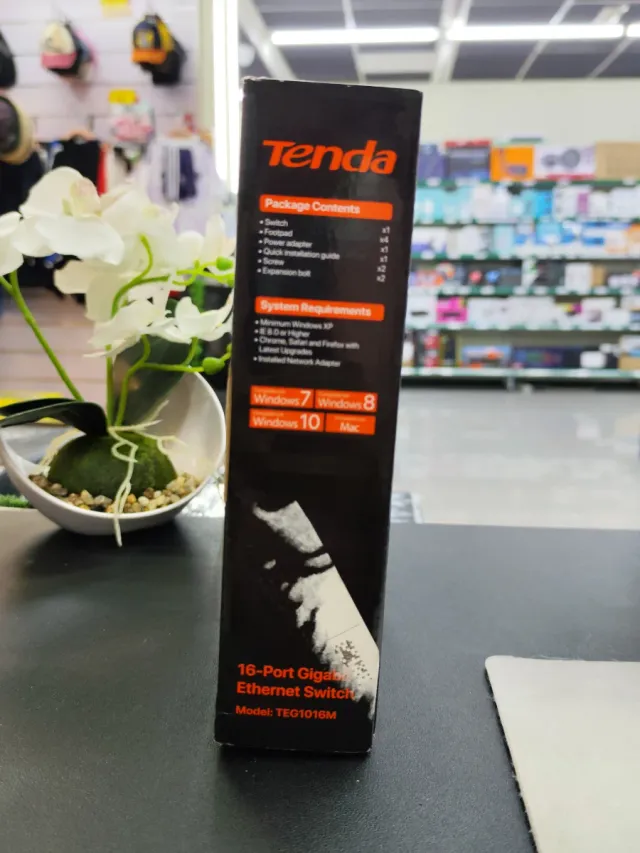 Tenda
Package Contents
• Switch x1
• Footpad x4
• Power adapter x1
• Quick installation guide x1
• Screw x2
• Expansion bolt x2
System Requirements
• Minimum Windows XP
• IE 8.0 or Higher
• Chrome, Safari and Firefox with
Latest Upgrades
• Installed Network Adapter
Windows 7 Windows 8
Windows 10 Mac
16-Port Gigabit
Ethernet Switch
Model: TEG1016M